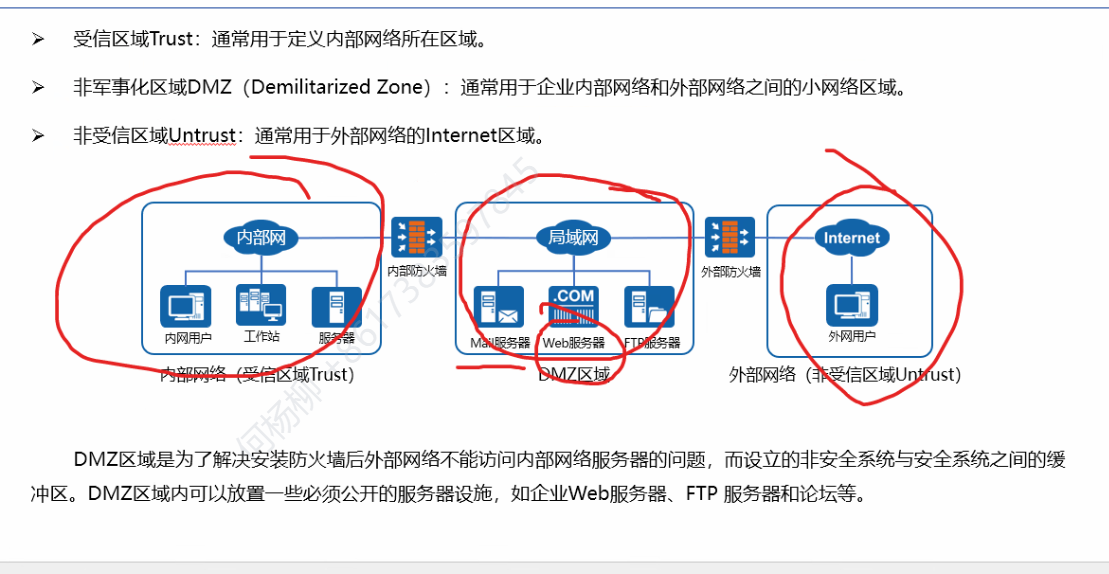 受信区域Trust：通常用于定义内部网络所在区域。
非军事化区域DMZ（Demilitarized Zone）：通常用于企业内部网络和外部网络之间的小网络区域。
非受信区域Untrust：通常用于外部网络的Internet区域。
内部网
局域网
Internet
内部防火墙
外部防火墙
.COM
内网用户
工作站
服务器
Mail服务器
Web服务器
FTP服务器
外网用户
内部网络（受信区域Trust）
DMZ区域
外部网络（非受信区域Untrust）
DMZ区域是为了解决安装防火墙后外部网络不能访问内部网络服务器的问题，而设立的非安全系统与安全系统之间的缓
冲区。DMZ区域内可以放置一些必须公开的服务器设施，如企业Web服务器、FTP 服务器和论坛等。